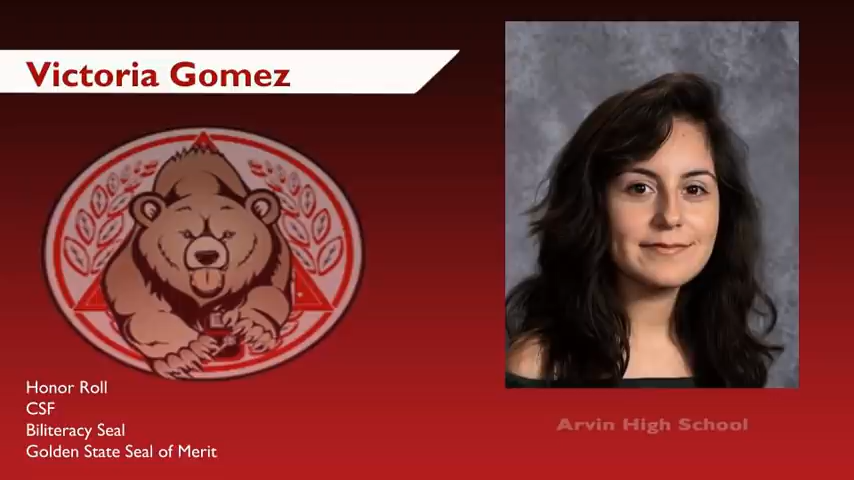 Victoria Gomez
Honor Roll
CSF
Biliteracy Seal
Golden State Seal of Merit
Arvin High School